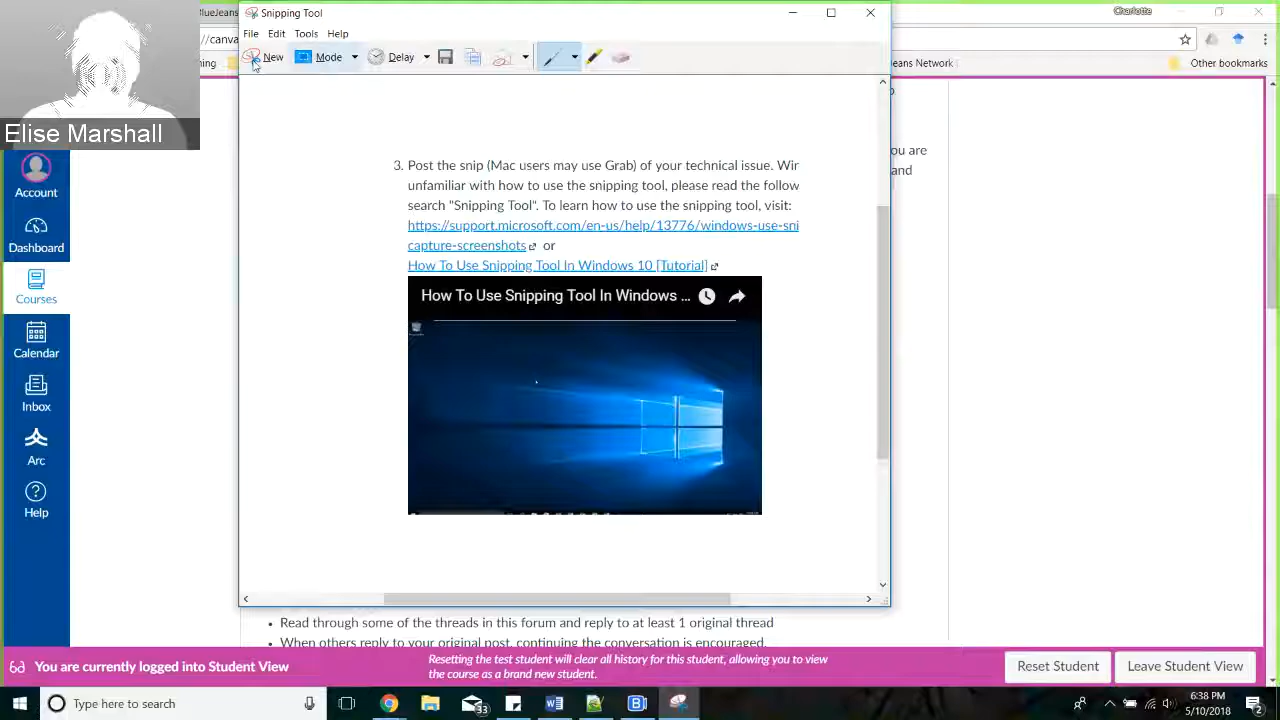 BlueJeans
Snipping Tool
Charlotte
File Edit Tools Help
New Mode Delay
Jeans Network
Other bookmarks
Elise Marshall
3. Post the snip (Mac users may use Grab) of your technical issue. Wir
unfamiliar with how to use the snipping tool, please read the follow
search "Snipping Tool". To learn how to use the snipping tool, visit:
https://support.microsoft.com/en-us/help/13776/windows-use-sni
capture-screenshots or
How To Use Snipping Tool In Windows 10 [Tutorial]
How To Use Snipping Tool In Windows ...
ou are
and
Account
Dashboard
Courses
Calendar
Inbox
Arc
Help
• Read through some of the threads in this forum and reply to at least 1 original thread
• When others reply to your original post, continuing the conversation is encouraged.
You are currently logged into Student View
Resetting the test student will clear all history for this student, allowing you to view
the course as a brand new student.
Reset Student
Leave Student View
Type here to search
33
6:38 PM
5/10/2018
2